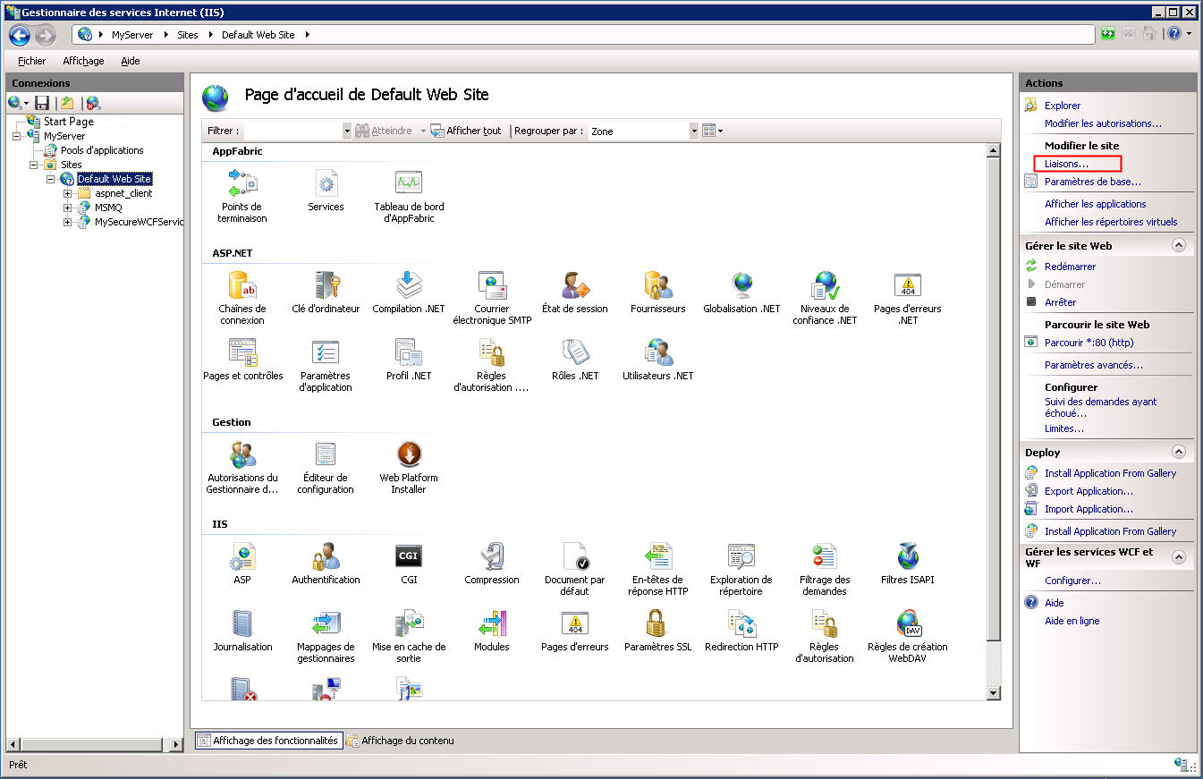 Gestionnaire des services Internet (IIS)
MyServer
Sites
Default Web Site
Fichier
Affichage
Aide
Connexions
Start Page
MyServer
Pools d'applications
Sites
Default Web Site
aspnet_client
MSMQ
MySecureWCFServic
Page d'accueil de Default Web Site
Filtrer :
Atteindre
Afficher tout
Regrouper par :
Zone
AppFabric
Points de
terminaison
Services
Tableau de bord
d'AppFabric
ASP.NET
Chaînes de
connexion
Clé d'ordinateur
Compilation .NET
Courrier
électronique SMTP
État de session
Fournisseurs
Globalisation .NET
Niveaux de
confiance .NET
Pages d'erreurs
.NET
Pages et contrôles
Paramètres
d'application
Profil .NET
Règles
d'autorisation ....
Rôles .NET
Utilisateurs .NET
Gestion
Autorisations du
Gestionnaire d...
Éditeur de
configuration
Web Platform
Installer
IIS
ASP
Authentification
CGI
CGI
Compression
Document par
défaut
En-têtes de
réponse HTTP
Exploration de
répertoire
Filtrage des
demandes
Filtres ISAPI
Journalisation
Mappages de
gestionnaires
Mise en cache de
sortie
Modules
Pages d'erreurs
Paramètres SSL
Redirection HTTP
Règles
d'autorisation
Règles de création
WebDAV
Affichage des fonctionnalités
Affichage du contenu
Actions
Explorer
Modifier les autorisations...
Modifier le site
Liaisons...
Paramètres de base...
Afficher les applications
Afficher les répertoires virtuels
Gérer le site Web
Redémarrer
Démarrer
Arrêter
Parcourir le site Web
Parcourir *:80 (http)
Paramètres avancés...
Configurer
Suivi des demandes ayant
échoué...
Limites...
Deploy
Install Application From Gallery
Export Application...
Import Application...
Install Application From Gallery
Gérer les services WCF et
WF
Configurer...
Aide
Aide en ligne
Prêt